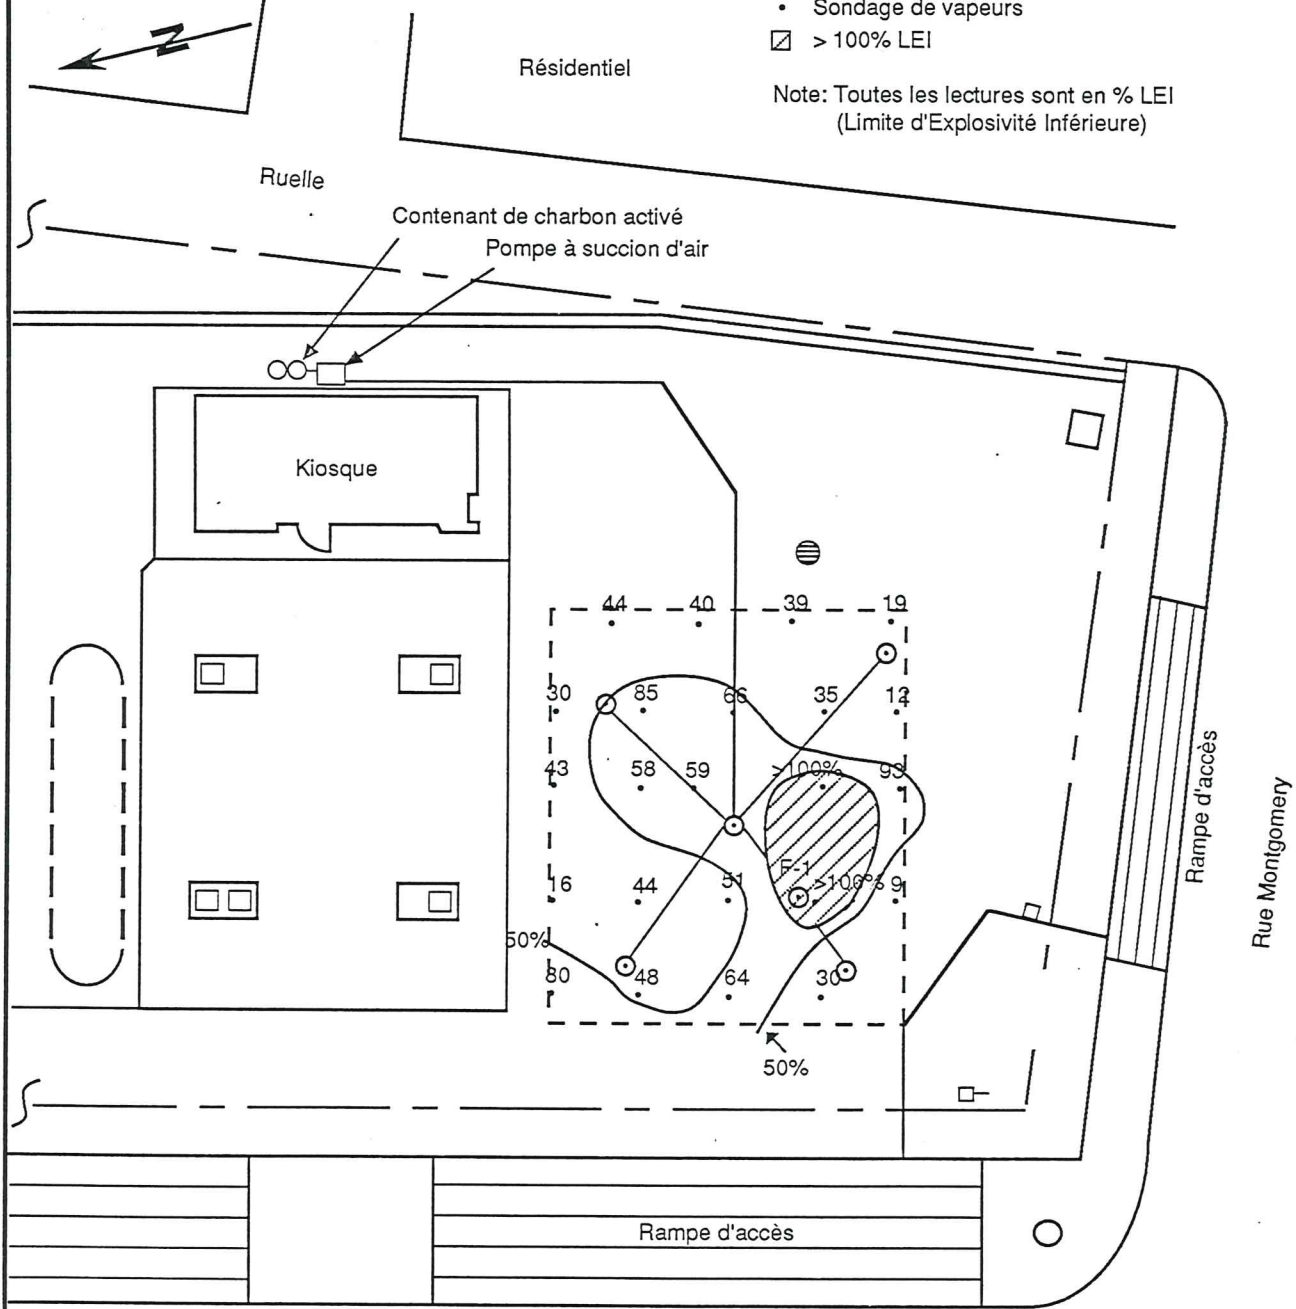 N
• Sondage de vapeurs
> 100% LEI
Résidentiel
Note: Toutes les lectures sont en % LEI
(Limite d'Explosivité Inférieure)
Ruelle
Contenant de charbon activé
Pompe à succion d'air
Kiosque
44 40 39 19
30 85 66 35 12
43 58 59 >100% 93
F-1
16 44 51 >100% 9
50%
80 48 64 30
50%
Rampe d'accès
Rue Montgomery
Rampe d'accès